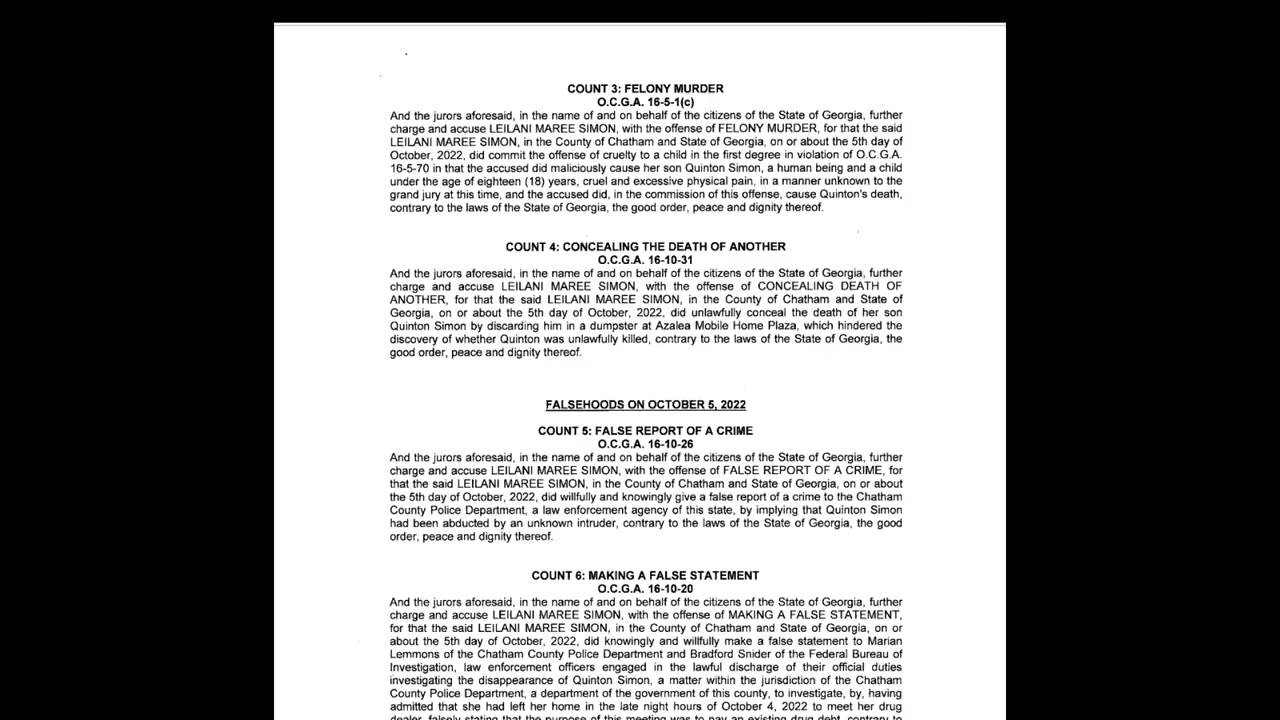 COUNT 3: FELONY MURDER
O.C.G.A. 16-5-1(c)
And the jurors aforesaid, in the name of and on behalf of the citizens of the State of Georgia, further
charge and accuse LEILANI MAREE SIMON, with the offense of FELONY MURDER, for that the said
LEILANI MAREE SIMON, in the County of Chatham and State of Georgia, on or about the 5th day of
October, 2022, did commit the offense of cruelty to a child in the first degree in violation of O.C.G.A.
16-5-70 in that the accused did maliciously cause her son Quinton Simon, a human being and a child
under the age of eighteen (18) years, cruel and excessive physical pain, in a manner unknown to the
grand jury at this time, and the accused did, in the commission of this offense, cause Quinton's death,
contrary to the laws of the State of Georgia, the good order, peace and dignity thereof.
COUNT 4: CONCEALING THE DEATH OF ANOTHER
O.C.G.A. 16-10-31
And the jurors aforesaid, in the name of and on behalf of the citizens of the State of Georgia, further
charge and accuse LEILANI MAREE SIMON, with the offense of CONCEALING DEATH OF
ANOTHER, for that the said LEILANI MAREE SIMON, in the County of Chatham and State of
Georgia, on or about the 5th day of October, 2022, did unlawfully conceal the death of her son
Quinton Simon by discarding him in a dumpster at Azalea Mobile Home Plaza, which hindered the
discovery of whether Quinton was unlawfully killed, contrary to the laws of the State of Georgia, the
good order, peace and dignity thereof.
FALSEHOODS ON OCTOBER 5, 2022
COUNT 5: FALSE REPORT OF A CRIME
O.C.G.A. 16-10-26
And the jurors aforesaid, in the name of and on behalf of the citizens of the State of Georgia, further
charge and accuse LEILANI MAREE SIMON, with the offense of FALSE REPORT OF A CRIME, for
that the said LEILANI MAREE SIMON, in the County of Chatham and State of Georgia, on or about
the 5th day of October, 2022, did willfully and knowingly give a false report of a crime to the Chatham
County Police Department, a law enforcement agency of this state, by implying that Quinton Simon
had been abducted by an unknown intruder, contrary to the laws of the State of Georgia, the good
order, peace and dignity thereof.
COUNT 6: MAKING A FALSE STATEMENT
O.C.G.A. 16-10-20
And the jurors aforesaid, in the name of and on behalf of the citizens of the State of Georgia, further
charge and accuse LEILANI MAREE SIMON, with the offense of MAKING A FALSE STATEMENT,
for that the said LEILANI MAREE SIMON, in the County of Chatham and State of Georgia, on or
about the 5th day of October, 2022, did knowingly and willfully make a false statement to Marian
Lemmons of the Chatham County Police Department and Bradford Snider of the Federal Bureau of
Investigation, law enforcement officers engaged in the lawful discharge of their official duties
investigating the disappearance of Quinton Simon, a matter within the jurisdiction of the Chatham
County Police Department, a department of the government of this county, to investigate, by, having
admitted that she had left her home in the late night hours of October 4, 2022 to meet her drug
dealer, falsely stating that the purpose of this meeting was to pay an existing drug debt, contrary to